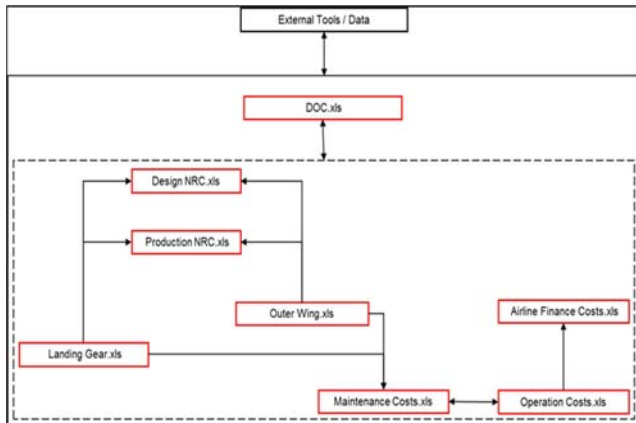 External Tools / Data
DOC.xls
Design NRC.xls
Production NRC.xls
Outer Wing.xls
Airline Finance Costs.xls
Landing Gear.xls
Maintenance Costs.xls
Operation Costs.xls